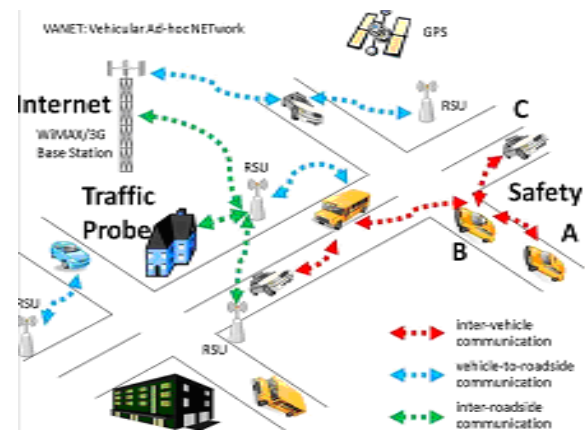 VANET: Vehicular Ad-hoc NETwork
GPS
Internet
WiMAX/3G
Base Station
RSU
C
RSU
Traffic
Probe
Safety
A
B
RSU
RSU
inter-vehicle
communication
vehicle-to-roadside
communication
inter-roadside
communication